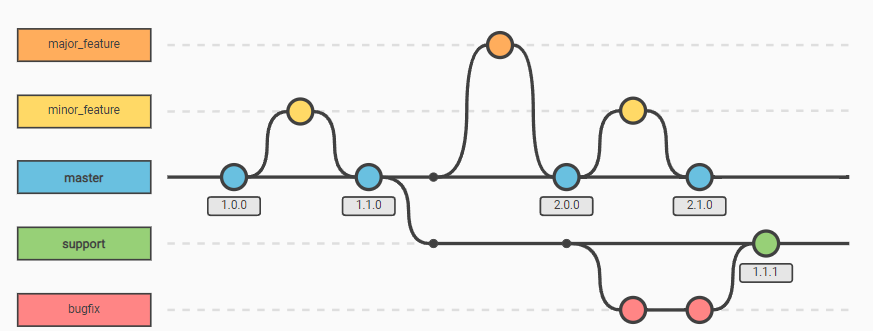 major_feature
minor_feature
master
1.0.0
1.1.0
2.0.0
2.1.0
support
1.1.1
bugfix